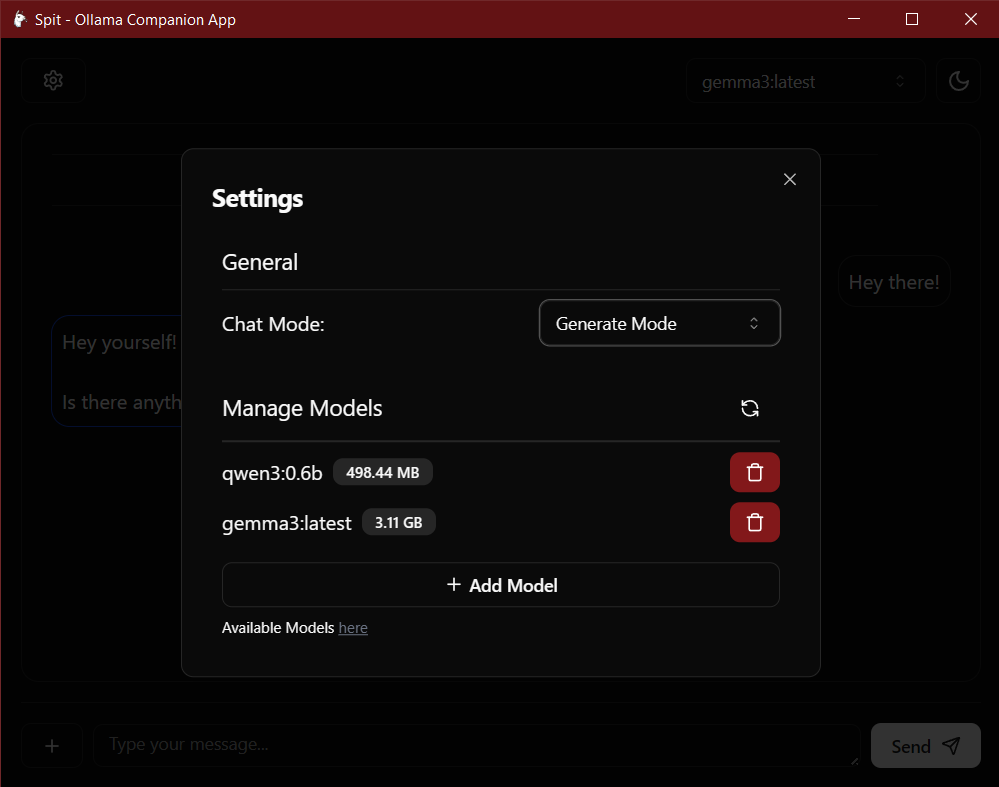 Spit - Ollama Companion App
gemma3:latest
Settings
General
Hey there!
Chat Mode:
Generate Mode
Hey yourself!
Is there anyth
Manage Models
qwen3:0.6b
498.44 MB
gemma3:latest
3.11 GB
+ Add Model
Available Models here
Type your message...
Send